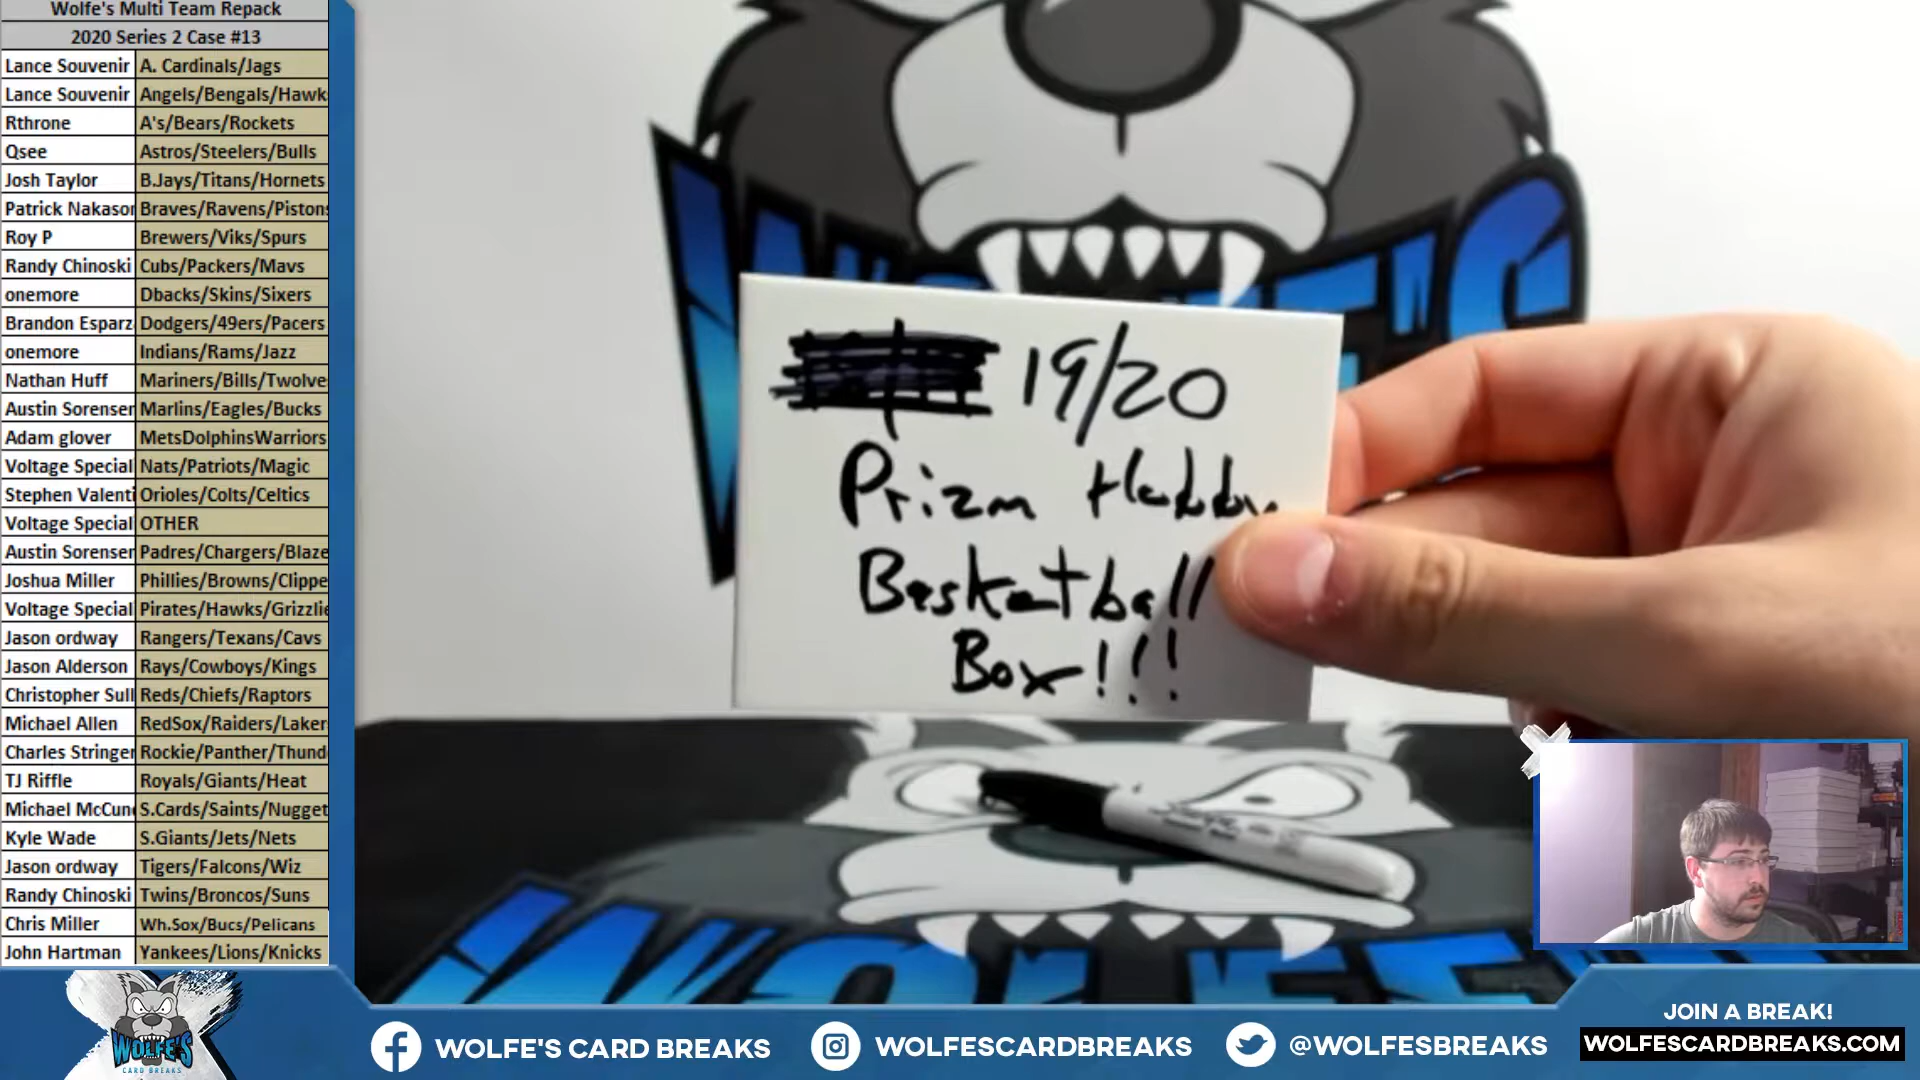 Wolfe's Multi Team Repack
2020 Series 2 Case #13
Lance Souvenir A. Cardinals/Jags
Lance Souvenir Angels/Bengals/Hawk
Rthrone A's/Bears/Rockets
Qsee Astros/Steelers/Bulls
Josh Taylor B.Jays/Titans/Hornets
Patrick Nakasor Braves/Ravens/Pistons
Roy P Brewers/Viks/Spurs
Randy Chinoski Cubs/Packers/Mavs
onemore Dbacks/Skins/Sixers
Brandon Esparz Dodgers/49ers/Pacers
onemore Indians/Rams/Jazz
Nathan Huff Mariners/Bills/Twolve
Austin Sorenser Marlins/Eagles/Bucks
Adam glover MetsDolphinsWarriors
Voltage Special Nats/Patriots/Magic
Stephen Valenti Orioles/Colts/Celtics
Voltage Special OTHER
Austin Sorenser Padres/Chargers/Blaze
Joshua Miller Phillies/Browns/Clippe
Voltage Special Pirates/Hawks/Grizzlie
Jason ordway Rangers/Texans/Cavs
Jason Alderson Rays/Cowboys/Kings
Christopher Sull Reds/Chiefs/Raptors
Michael Allen RedSox/Raiders/Laker
Charles Stringer Rockie/Panther/Thund
TJ Riffle Royals/Giants/Heat
Michael McCun S.Cards/Saints/Nugget
Kyle Wade S.Giants/Jets/Nets
Jason ordway Tigers/Falcons/Wiz
Randy Chinoski Twins/Broncos/Suns
Chris Miller Wh.Sox/Bucs/Pelicans
John Hartman Yankees/Lions/Knicks
19/20
Prizm Hobby
Basketball
Box!!!
WOLFE'S
CARD BREAKS
WOLFE'S CARD BREAKS
WOLFESCARDBREAKS
@WOLFESBREAKS
JOIN A BREAK!
WOLFESCARDBREAKS.COM